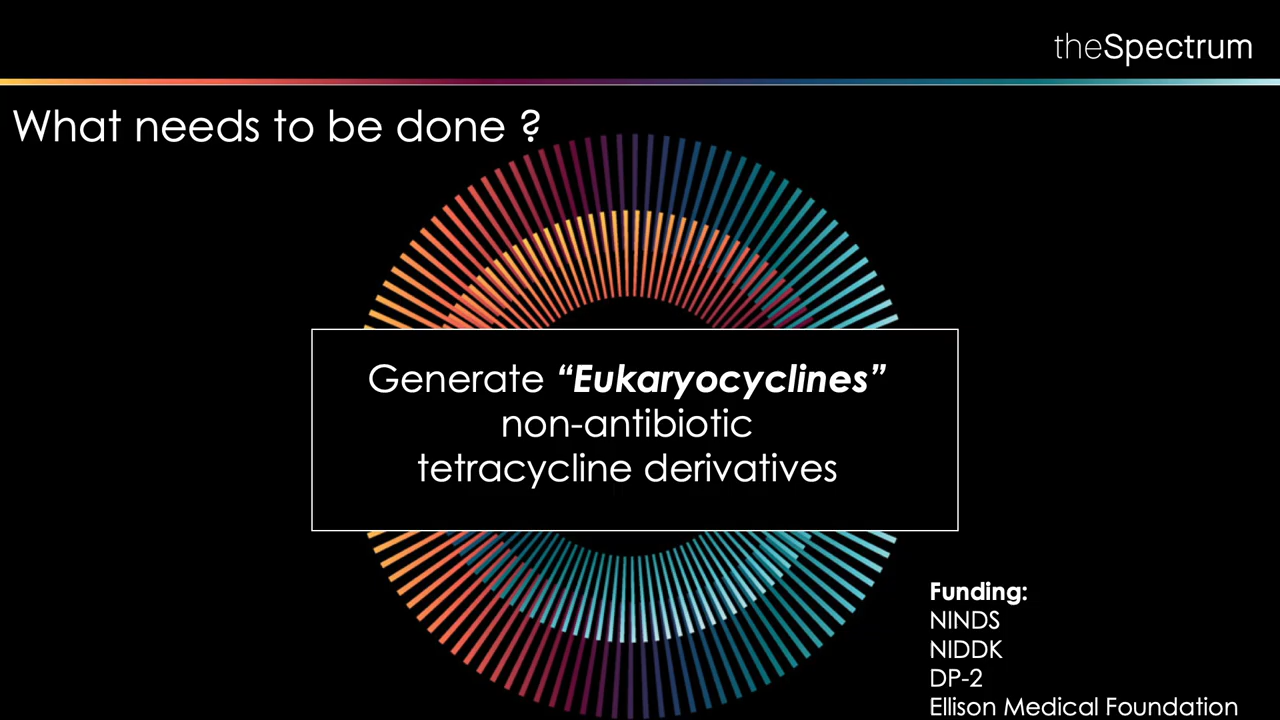 theSpectrum
What needs to be done ?
Generate “Eukaryocyclines”
non-antibiotic
tetracycline derivatives
Funding:
NINDS
NIDDK
DP-2
Ellison Medical Foundation